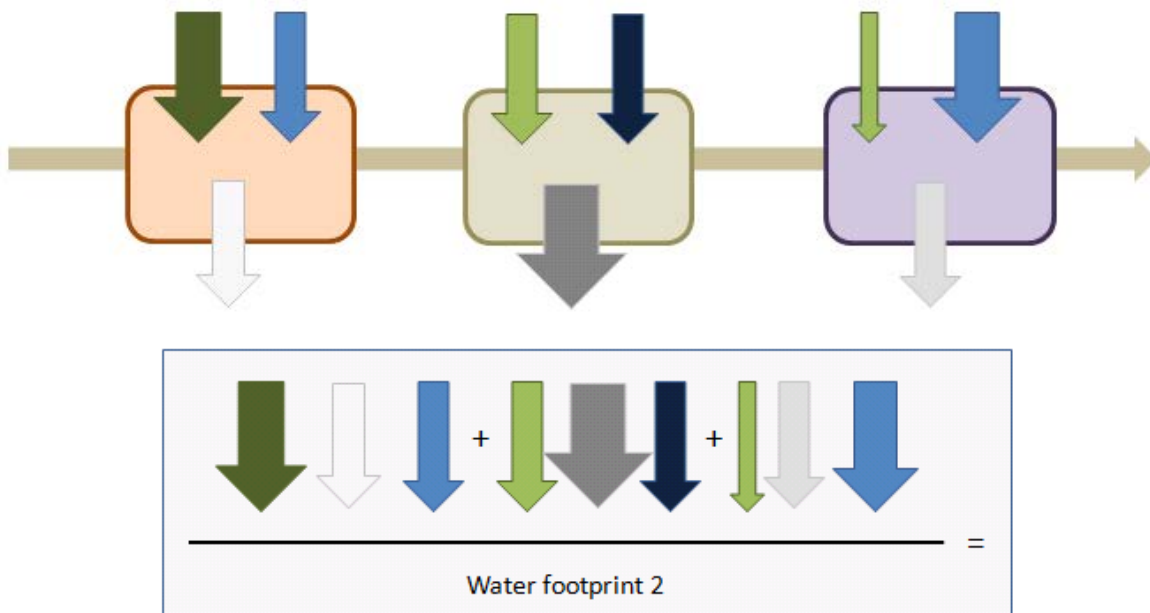 + +
=
Water footprint 2